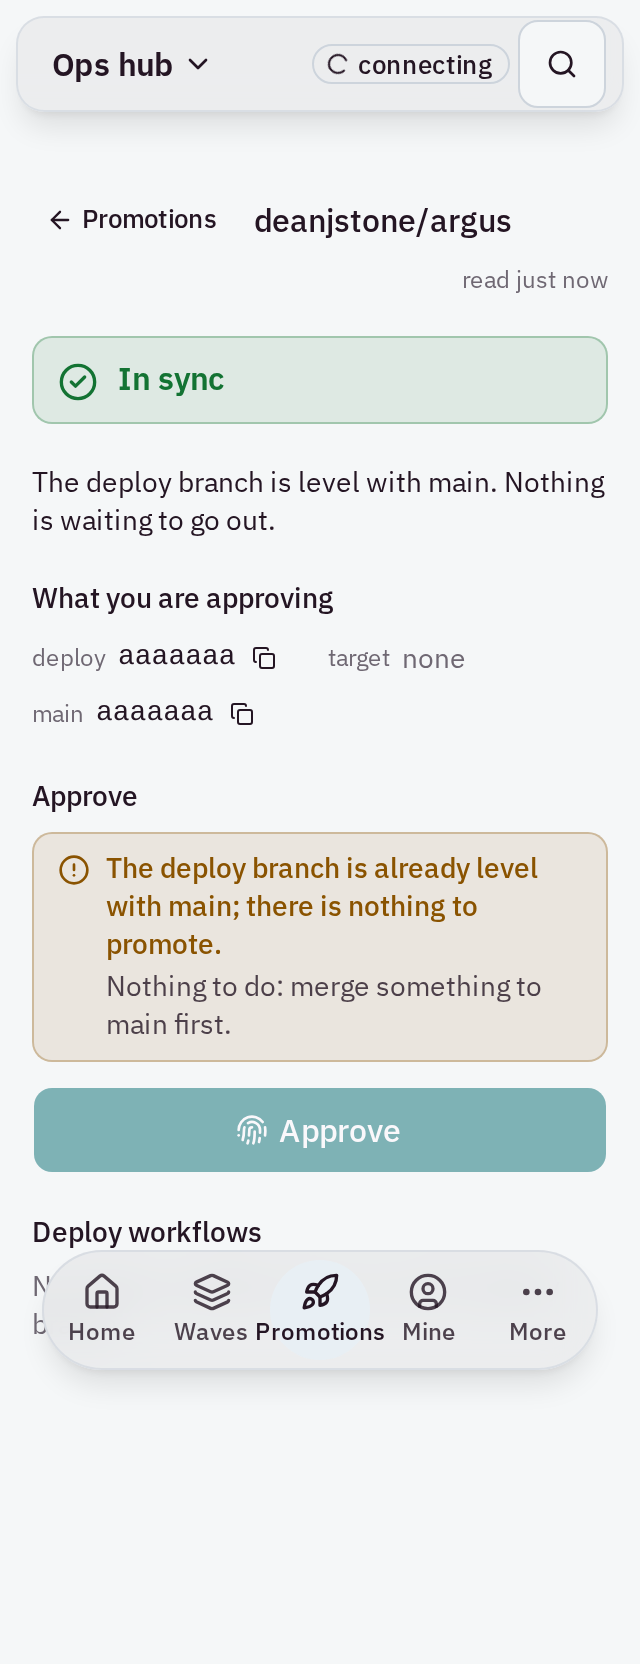 Ops hub
connecting
Promotions
deanjstone/argus
read just now
In sync
The deploy branch is level with main. Nothing
is waiting to go out.
What you are approving
deploy aaaaaaa
target none
main aaaaaaa
Approve
The deploy branch is already level
with main; there is nothing to
promote.
Nothing to do: merge something to
main first.
Approve
Deploy workflows
Home
Waves
Promotions
Mine
More